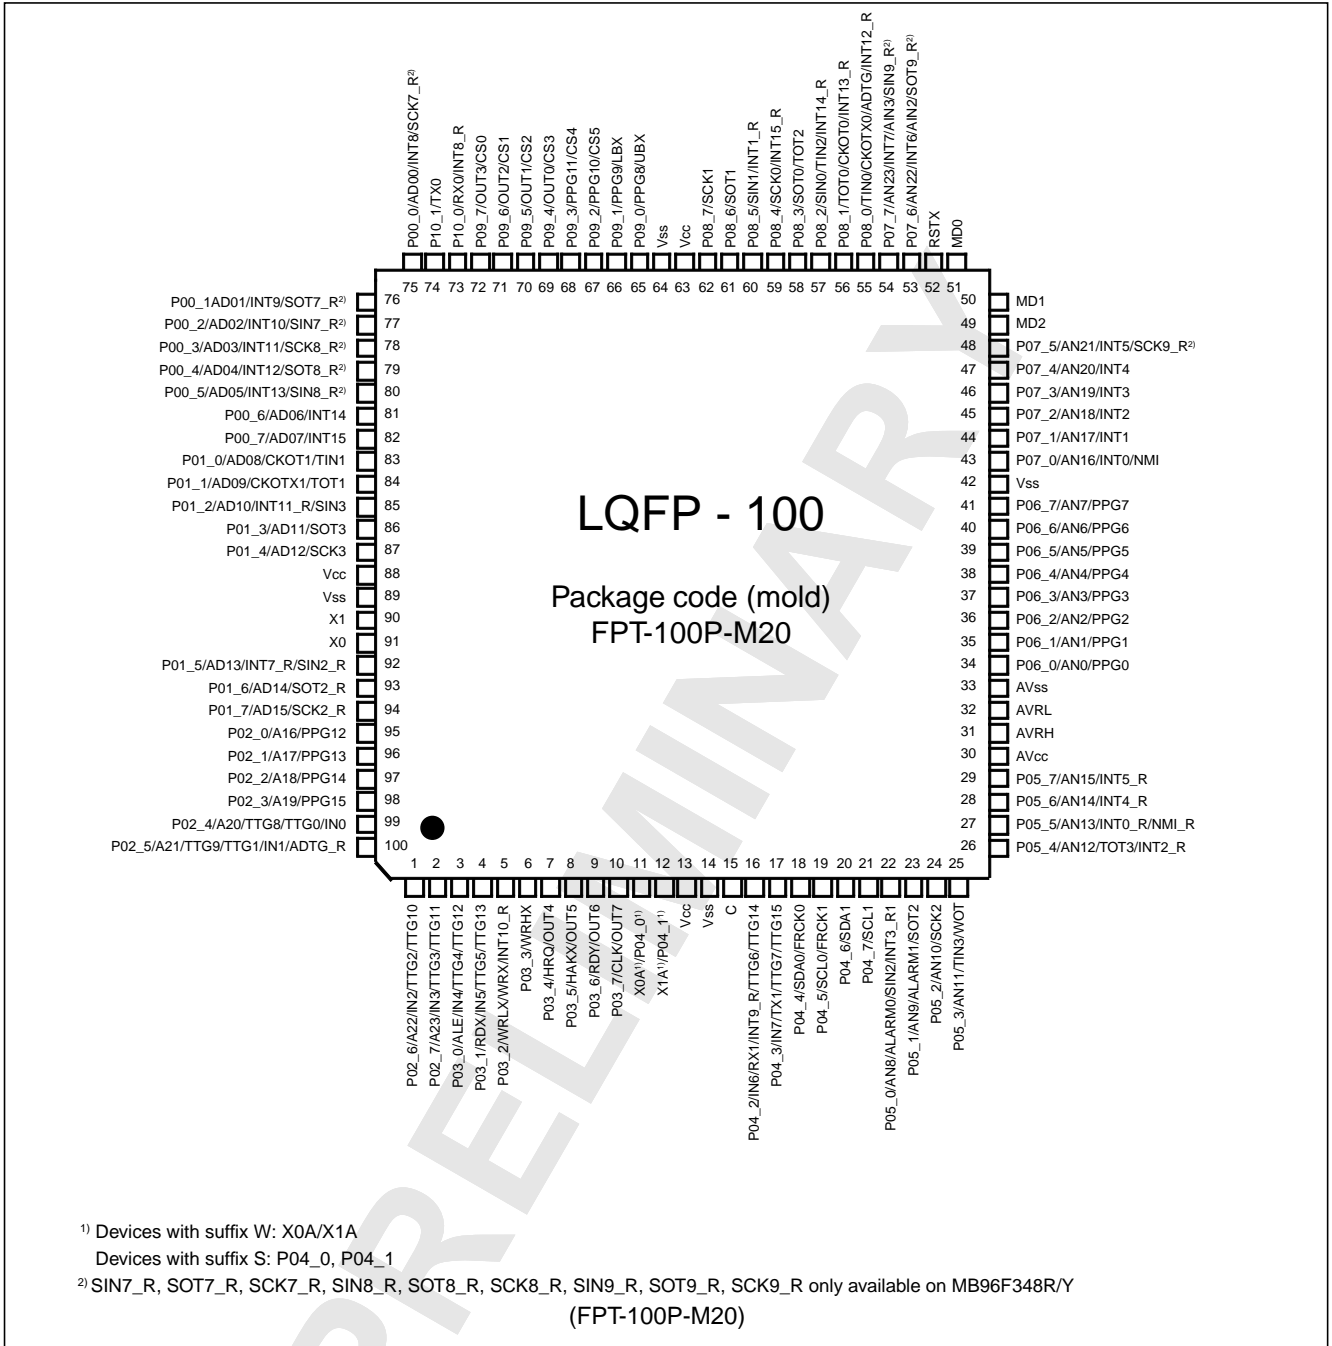 P00_0/AD00/INT8/SCK7_R2)
P10_1/TX0
P10_0/RX0/INT8_R
P09_7/OUT3/CS0
P09_6/OUT2/CS1
P09_5/OUT1/CS2
P09_4/OUT0/CS3
P09_3/PPG11/CS4
P09_2/PPG10/CS5
P09_1/PPG9/LBX
P09_0/PPG8/UBX
Vss
Vcc
P08_7/SCK1
P08_6/SOT1
P08_5/SIN1/INT1_R
P08_4/SCK0/INT15_R
P08_3/SOT0/TOT2
P08_2/SIN0/TIN2/INT14_R
P08_1/TOT0/CKOT0/INT13_R
P08_0/TIN0/CKOTX0/ADTG/INT12_R
P07_7/AN23/INT7/AIN3/SIN9_R2)
P07_6/AN22/INT6/AIN2/SOT9_R2)
RSTX
MD0
75 74 73 72 71 70 69 68 67 66 65 64 63 62 61 60 59 58 57 56 55 54 53 52 51
P00_1AD01/INT9/SOT7_R2) 76
P00_2/AD02/INT10/SIN7_R2) 77
P00_3/AD03/INT11/SCK8_R2) 78
P00_4/AD04/INT12/SOT8_R2) 79
P00_5/AD05/INT13/SIN8_R2) 80
P00_6/AD06/INT14 81
P00_7/AD07/INT15 82
P01_0/AD08/CKOT1/TIN1 83
P01_1/AD09/CKOTX1/TOT1 84
P01_2/AD10/INT11_R/SIN3 85
P01_3/AD11/SOT3 86
P01_4/AD12/SCK3 87
Vcc 88
Vss 89
X1 90
X0 91
P01_5/AD13/INT7_R/SIN2_R 92
P01_6/AD14/SOT2_R 93
P01_7/AD15/SCK2_R 94
P02_0/A16/PPG12 95
P02_1/A17/PPG13 96
P02_2/A18/PPG14 97
P02_3/A19/PPG15 98
P02_4/A20/TTG8/TTG0/IN0 99
P02_5/A21/TTG9/TTG1/IN1/ADTG_R 100
LQFP - 100
Package code (mold)
FPT-100P-M20
50 MD1
49 MD2
48 P07_5/AN21/INT5/SCK9_R2)
47 P07_4/AN20/INT4
46 P07_3/AN19/INT3
45 P07_2/AN18/INT2
44 P07_1/AN17/INT1
43 P07_0/AN16/INT0/NMI
42 Vss
41 P06_7/AN7/PPG7
40 P06_6/AN6/PPG6
39 P06_5/AN5/PPG5
38 P06_4/AN4/PPG4
37 P06_3/AN3/PPG3
36 P06_2/AN2/PPG2
35 P06_1/AN1/PPG1
34 P06_0/AN0/PPG0
33 AVss
32 AVRL
31 AVRH
30 AVcc
29 P05_7/AN15/INT5_R
28 P05_6/AN14/INT4_R
27 P05_5/AN13/INT0_R/NMI_R
26 P05_4/AN12/TOT3/INT2_R
1 2 3 4 5 6 7 8 9 10 11 12 13 14 15 16 17 18 19 20 21 22 23 24 25
P02_6/A22/IN2/TTG2/TTG10
P02_7/A23/IN3/TTG3/TTG11
P03_0/ALE/IN4/TTG4/TTG12
P03_1/RDX/IN5/TTG5/TTG13
P03_2/WRLX/WRX/INT10_R
P03_3/WRHX
P03_4/HRQ/OUT4
P03_5/HAKX/OUT5
P03_6/RDY/OUT6
P03_7/CLK/OUT7
X0A1)/P04_01)
X1A1)/P04_11)
Vcc
Vss
C
P04_2/IN6/RX1/INT9_R/TTG6/TTG14
P04_3/IN7/TX1/TTG7/TTG15
P04_4/SDA0/FRCK0
P04_5/SCL0/FRCK1
P04_6/SDA1
P04_7/SCL1
P05_0/AN8/ALARM0/SIN2/INT3_R1
P05_1/AN9/ALARM1/SOT2
P05_2/AN10/SCK2
P05_3/AN11/TIN3/WOT
PRELIMINARY
1) Devices with suffix W: X0A/X1A
Devices with suffix S: P04_0, P04_1
2) SIN7_R, SOT7_R, SCK7_R, SIN8_R, SOT8_R, SCK8_R, SIN9_R, SOT9_R, SCK9_R only available on MB96F348R/Y
(FPT-100P-M20)